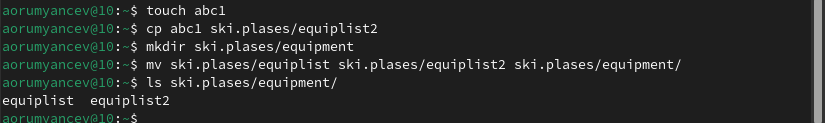 aorumyancev@10:~$ touch abc1
aorumyancev@10:~$ cp abc1 ski.plases/equiplist2
aorumyancev@10:~$ mkdir ski.plases/equipment
aorumyancev@10:~$ mv ski.plases/equiplist ski.plases/equiplist2 ski.plases/equipment/
aorumyancev@10:~$ ls ski.plases/equipment/
equiplist  equiplist2
aorumyancev@10:~$